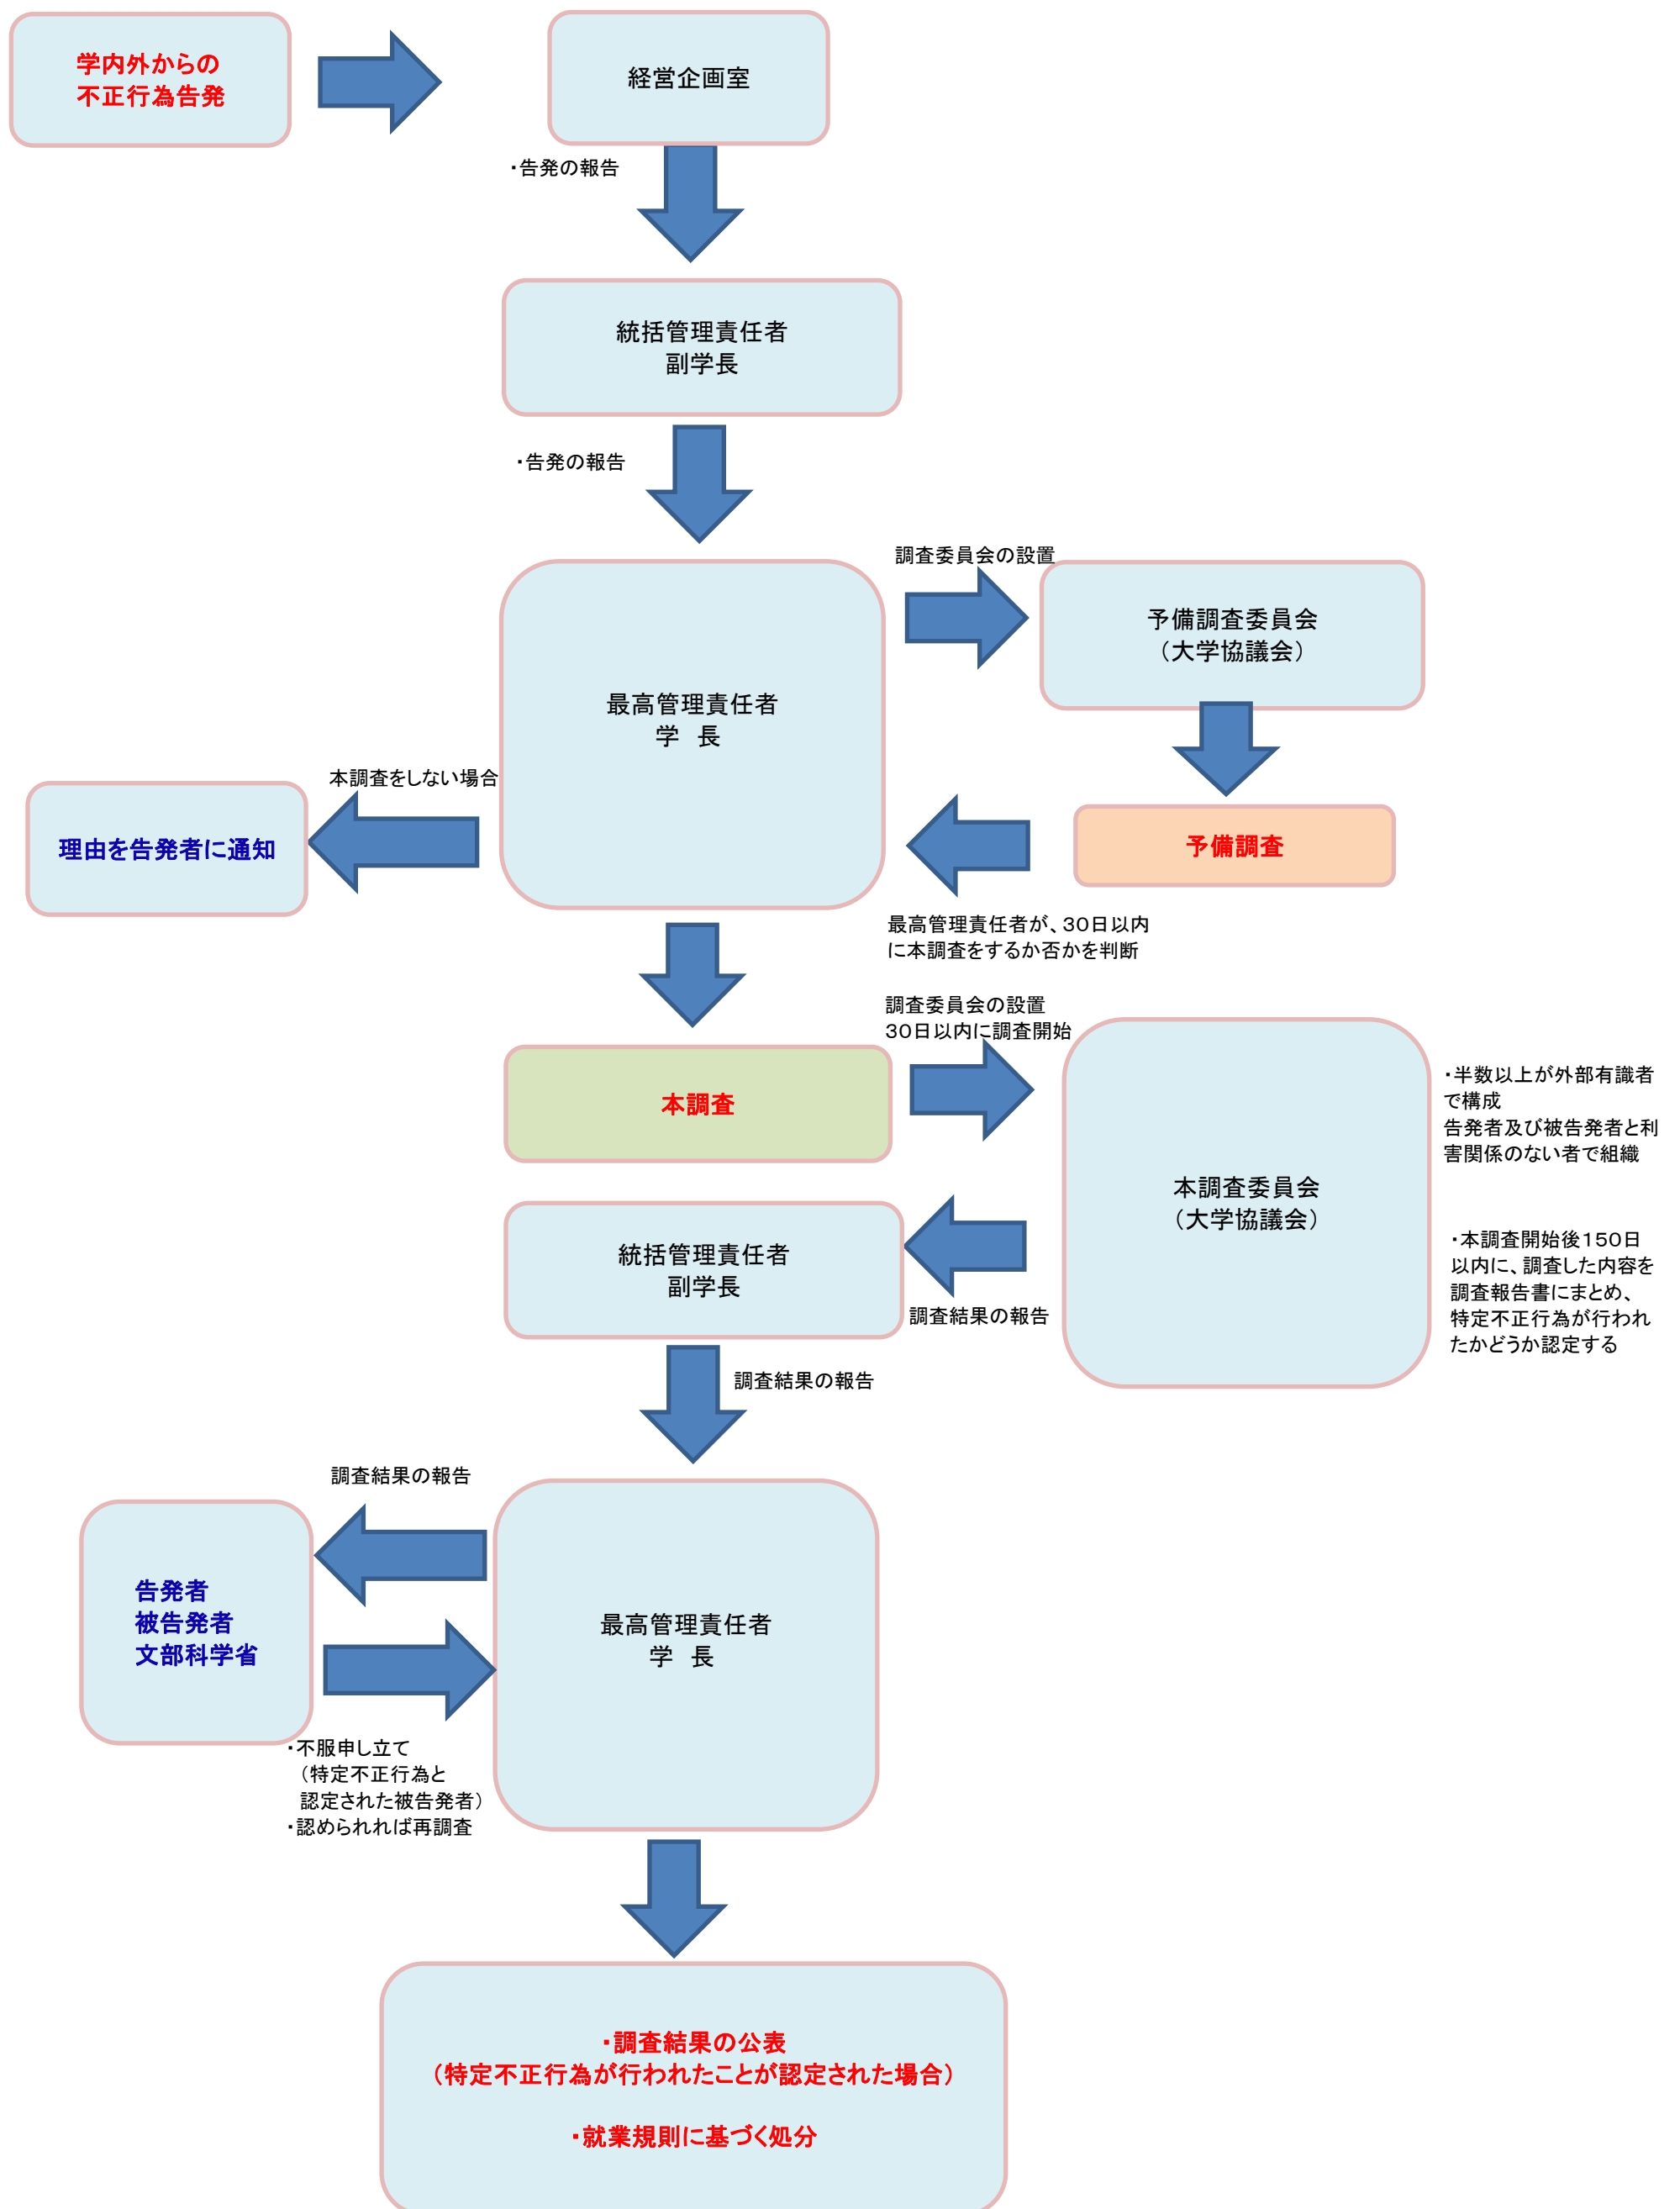 学内外からの
不正行為告発
経営企画室
・告発の報告
統括管理責任者
副学長
・告発の報告
調査委員会の設置
予備調査委員会
（大学協議会）
最高管理責任者
学　長
本調査をしない場合
理由を告発者に通知
予備調査
最高管理責任者が、30日以内
に本調査をするか否かを判断
調査委員会の設置
30日以内に調査開始
本調査
・半数以上が外部有識者
で構成
告発者及び被告発者と利
害関係のない者で組織
本調査委員会
（大学協議会）
統括管理責任者
副学長
調査結果の報告
・本調査開始後150日
以内に、調査した内容を
調査報告書にまとめ、
特定不正行為が行われ
たかどうか認定する
調査結果の報告
調査結果の報告
告発者
被告発者
文部科学省
最高管理責任者
学　長
・不服申し立て
（特定不正行為と
認定された被告発者）
・認められれば再調査
・調査結果の公表
（特定不正行為が行われたことが認定された場合）
・就業規則に基づく処分